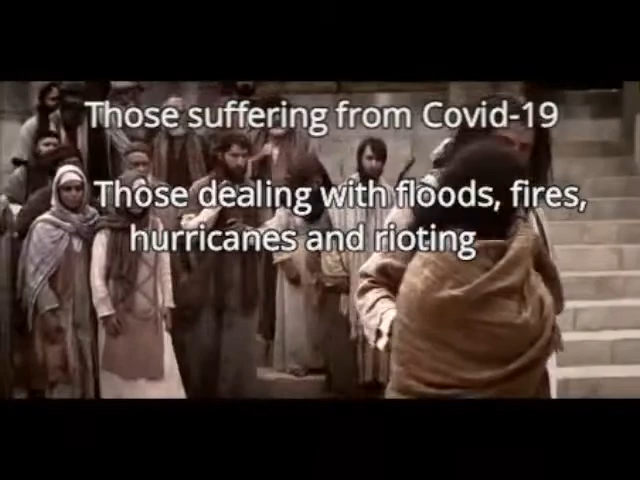 Those suffering from Covid-19
Those dealing with floods, fires,
hurricanes and rioting